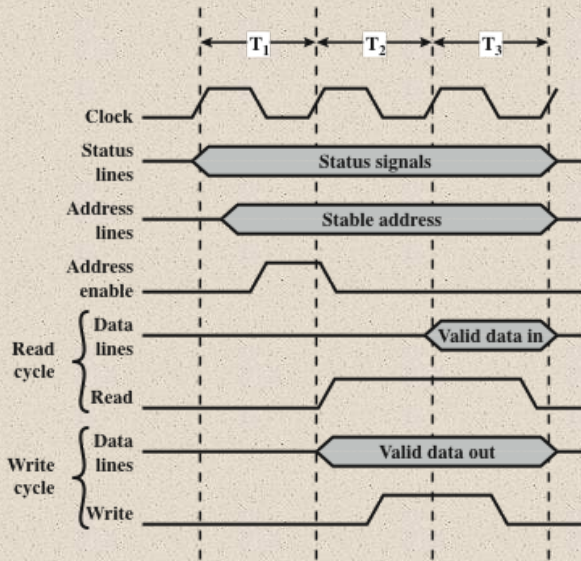 T₁ T₂ T₃
Clock
Status
lines
Status signals
Address
lines
Stable address
Address
enable
Read
cycle
Data
lines
Valid data in
Read
Write
cycle
Data
lines
Valid data out
Write